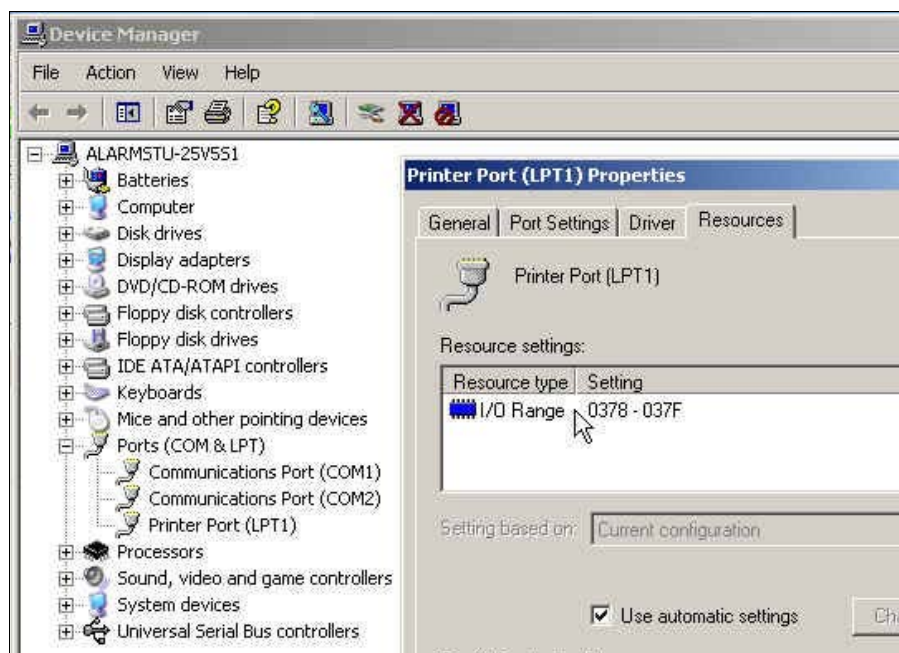 Device Manager
File Action View Help
ALARMSTU-25V5S1
Batteries
Computer
Disk drives
Display adapters
DVD/CD-ROM drives
Floppy disk controllers
Floppy disk drives
IDE ATA/ATAPI controllers
Keyboards
Mice and other pointing devices
Ports (COM & LPT)
Communications Port (COM1)
Communications Port (COM2)
Printer Port (LPT1)
Processors
Sound, video and game controllers
System devices
Universal Serial Bus controllers
Printer Port (LPT1) Properties
General Port Settings Driver Resources
Printer Port (LPT1)
Resource settings:
Resource type Setting
I/O Range 0378 - 037F
Setting based on: Current configuration
Use automatic settings